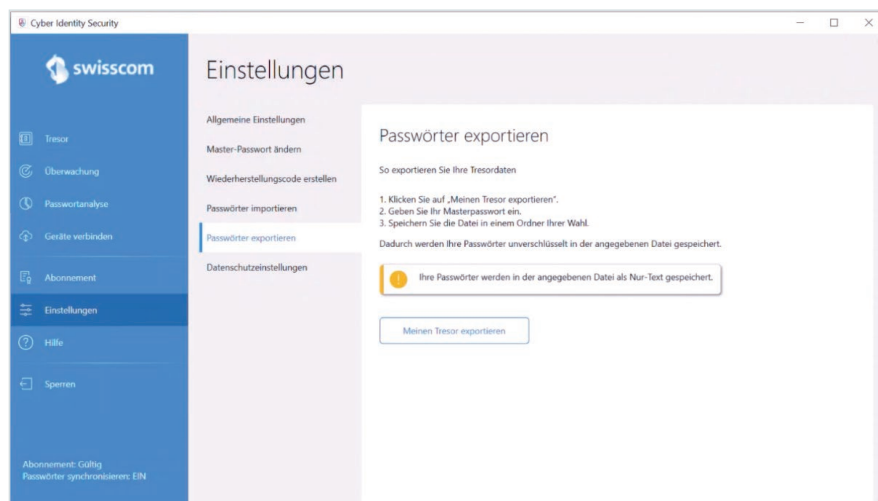 Cyber Identity Security
swisscom
Tresor
Überwachung
Passwortanalyse
Geräte verbinden
Abonnement
Einstellungen
Hilfe
Sperren
Abonnement: Gültig
Passwörter synchronisieren: EIN
Einstellungen
Allgemeine Einstellungen
Master-Passwort ändern
Wiederherstellungscode erstellen
Passwörter importieren
Passwörter exportieren
Datenschutzeinstellungen
Passwörter exportieren
So exportieren Sie Ihre Tresordaten
1. Klicken Sie auf „Meinen Tresor exportieren“.
2. Geben Sie Ihr Masterpasswort ein.
3. Speichern Sie die Datei in einem Ordner Ihrer Wahl.
Dadurch werden Ihre Passwörter unverschlüsselt in der angegebenen Datei gespeichert.
Ihre Passwörter werden in der angegebenen Datei als Nur-Text gespeichert.
Meinen Tresor exportieren